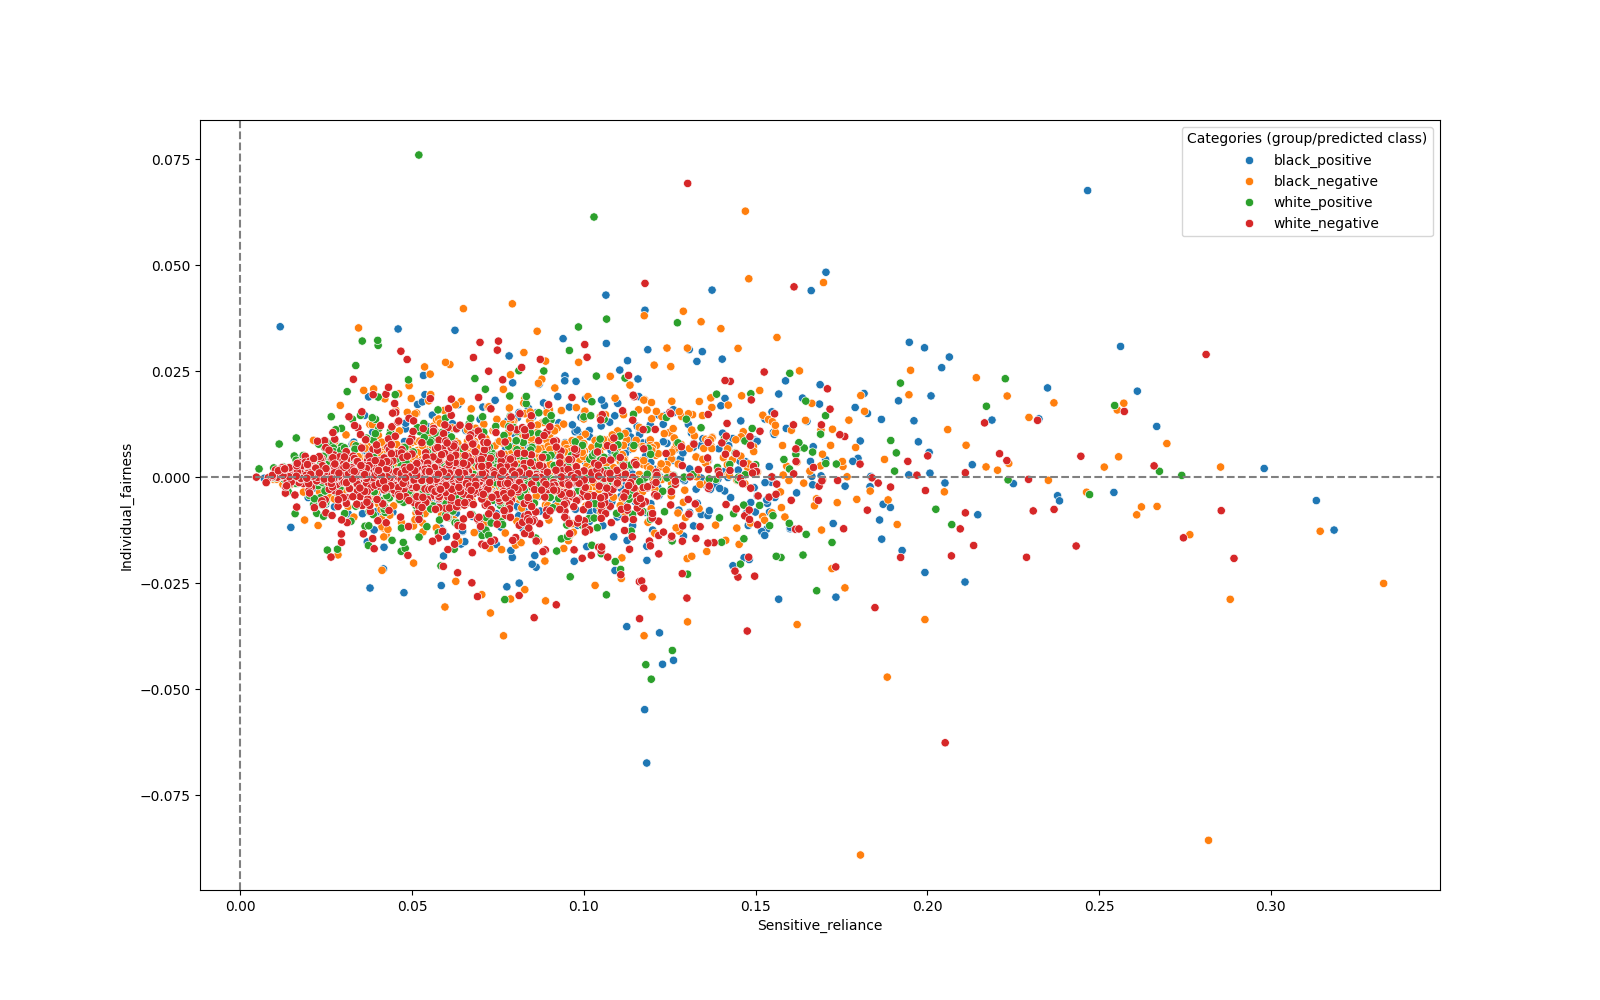 Categories (group/predicted class)
black_positive
black_negative
white_positive
white_negative
0.075
0.050
0.025
0.000
−0.025
−0.050
−0.075
Individual_fairness
0.00 0.05 0.10 0.15 0.20 0.25 0.30
Sensitive_reliance